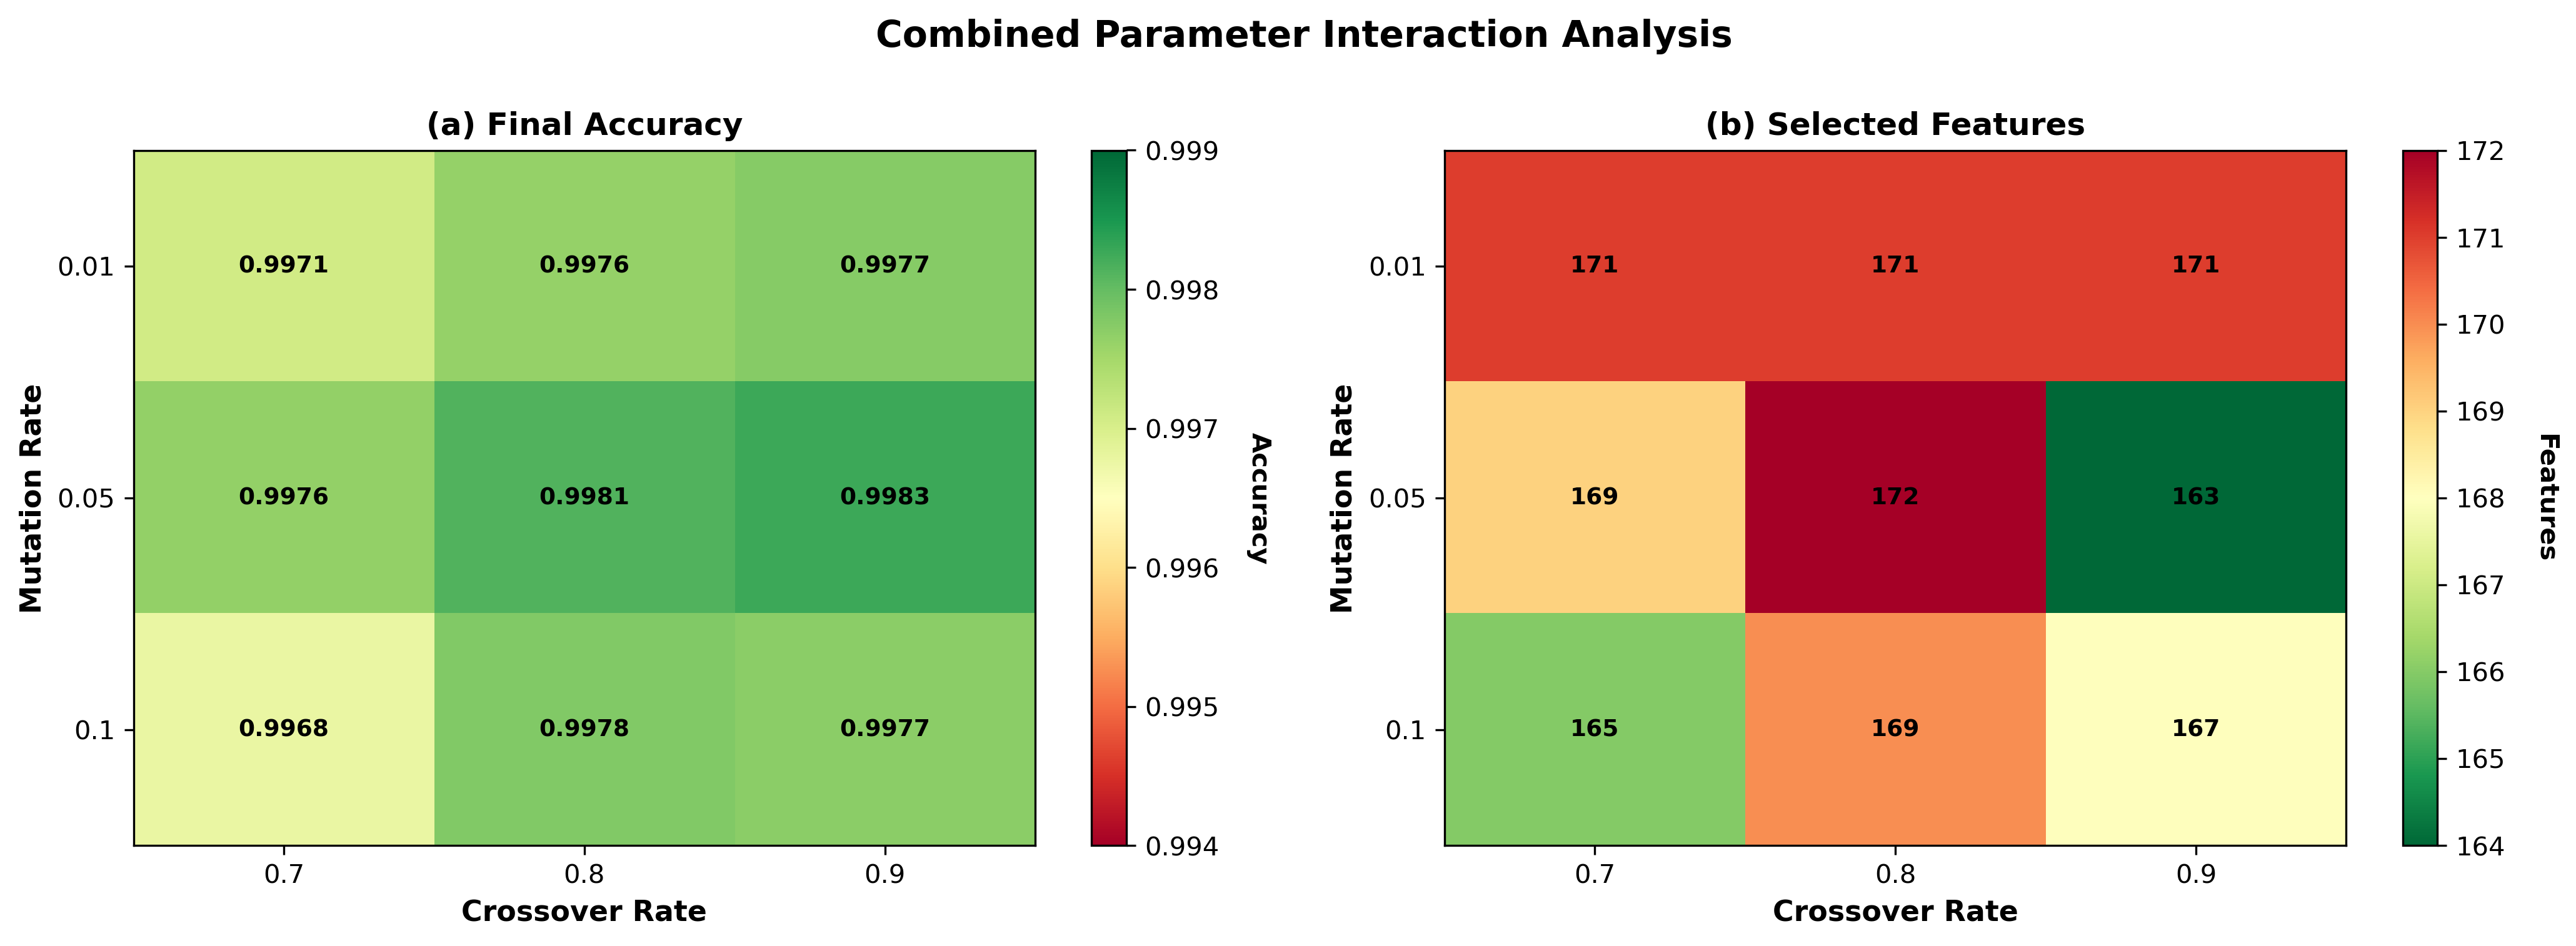 Combined Parameter Interaction Analysis
(a) Final Accuracy
Mutation Rate
0.01
0.05
0.1
0.9971 0.9976 0.9977
0.9976 0.9981 0.9983
0.9968 0.9978 0.9977
0.7 0.8 0.9
Crossover Rate
0.999
0.998
0.997
0.996
0.995
0.994
Accuracy
(b) Selected Features
Mutation Rate
0.01
0.05
0.1
171 171 171
169 172 163
165 169 167
0.7 0.8 0.9
Crossover Rate
172
171
170
169
168
167
166
165
164
Features